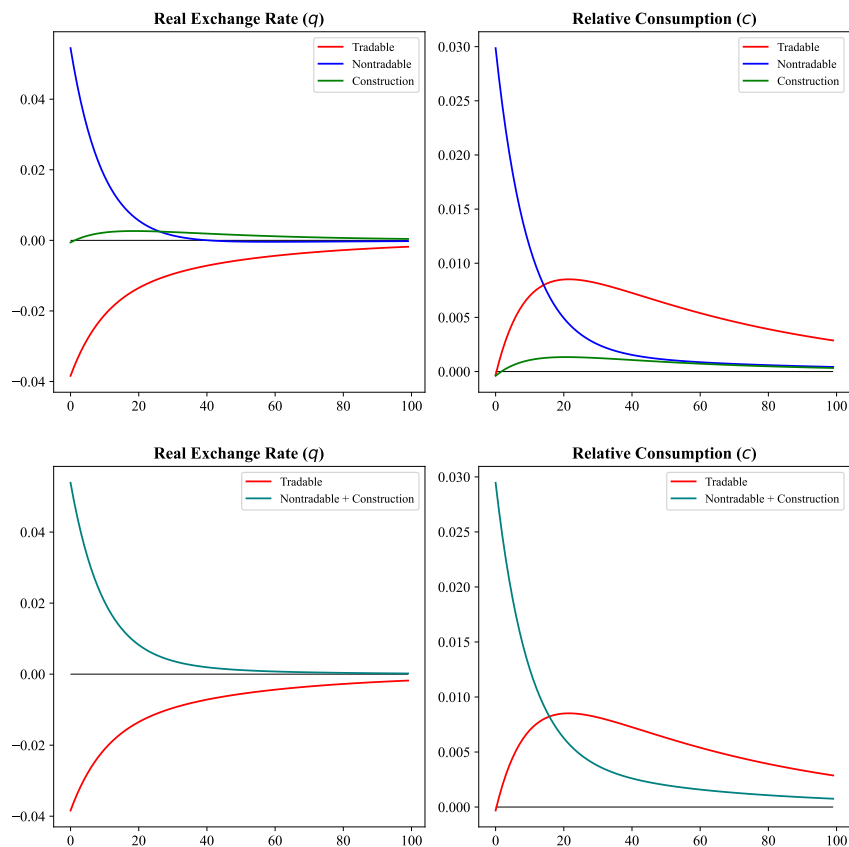 Real Exchange Rate (q)
Tradable
Nontradable
Construction
0.04
0.02
0.00
−0.02
−0.04
0 20 40 60 80 100
Relative Consumption (c)
Tradable
Nontradable
Construction
0.030
0.025
0.020
0.015
0.010
0.005
0.000
0 20 40 60 80 100
Real Exchange Rate (q)
Tradable
Nontradable + Construction
0.04
0.02
0.00
−0.02
−0.04
0 20 40 60 80 100
Relative Consumption (c)
Tradable
Nontradable + Construction
0.030
0.025
0.020
0.015
0.010
0.005
0.000
0 20 40 60 80 100